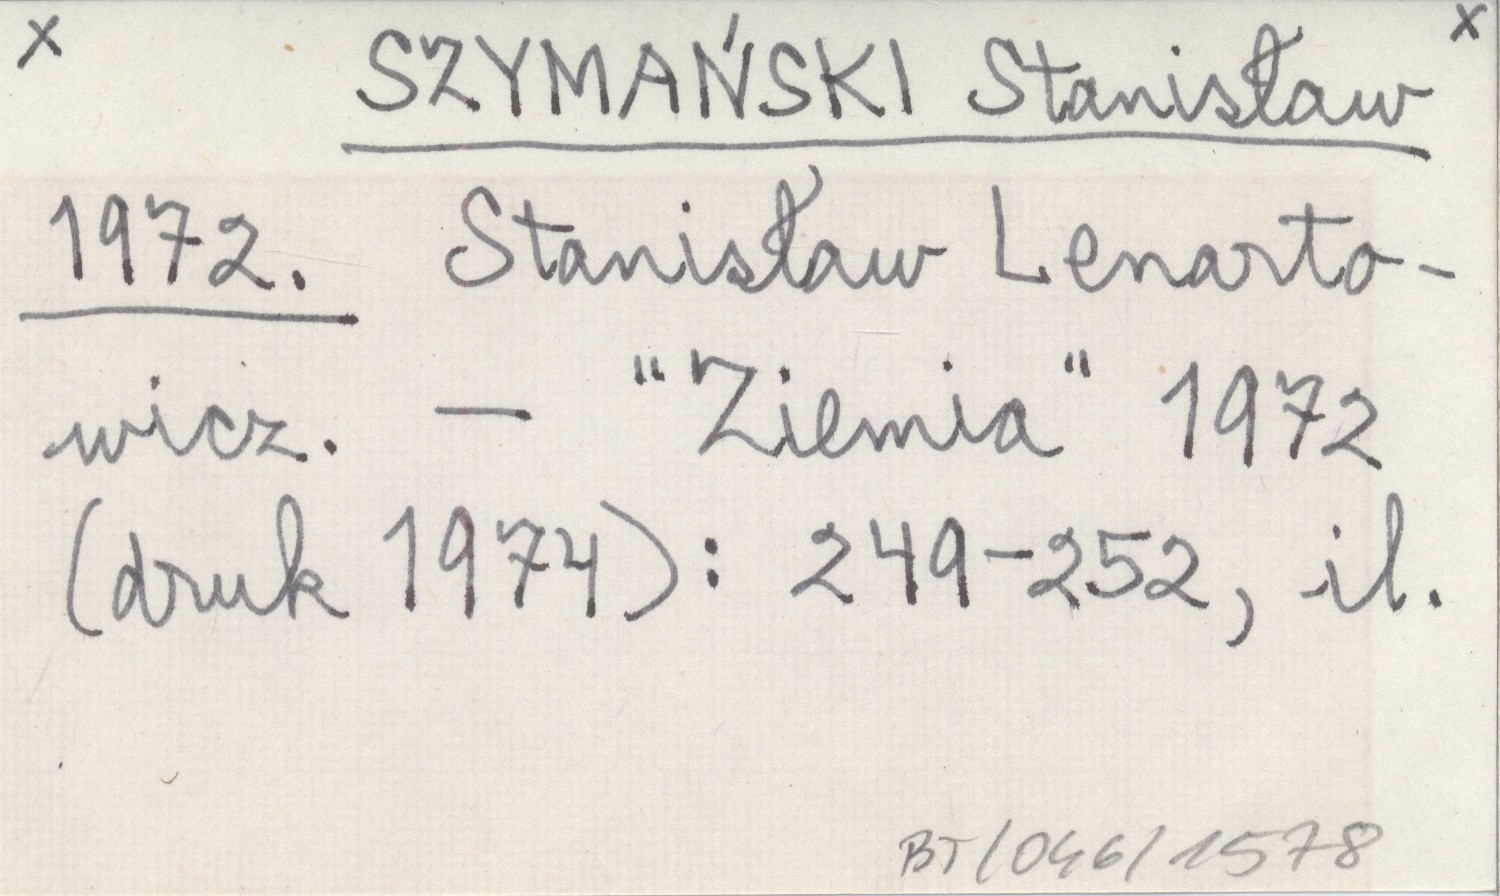 x x
SZYMAŃSKI Stanisław
1972. Stanisław Lenarto-
wicz. — "Ziemia" 1972
(druk 1974): 249-252, il.
BT/046/1578